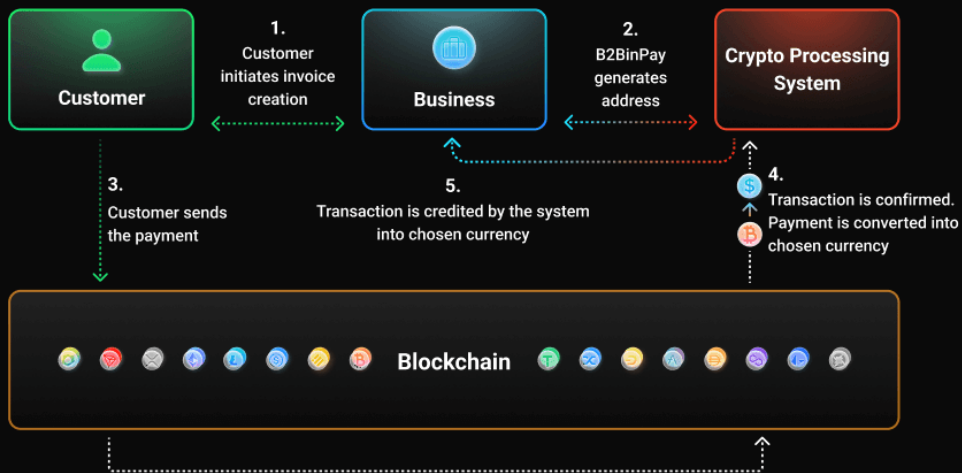 1.
Customer
initiates invoice
creation
2.
B2BinPay
generates
address
Customer
Business
Crypto Processing
System
3.
Customer sends
the payment
5.
Transaction is credited by the system
into chosen currency
4.
Transaction is confirmed.
Payment is converted into
chosen currency
Blockchain